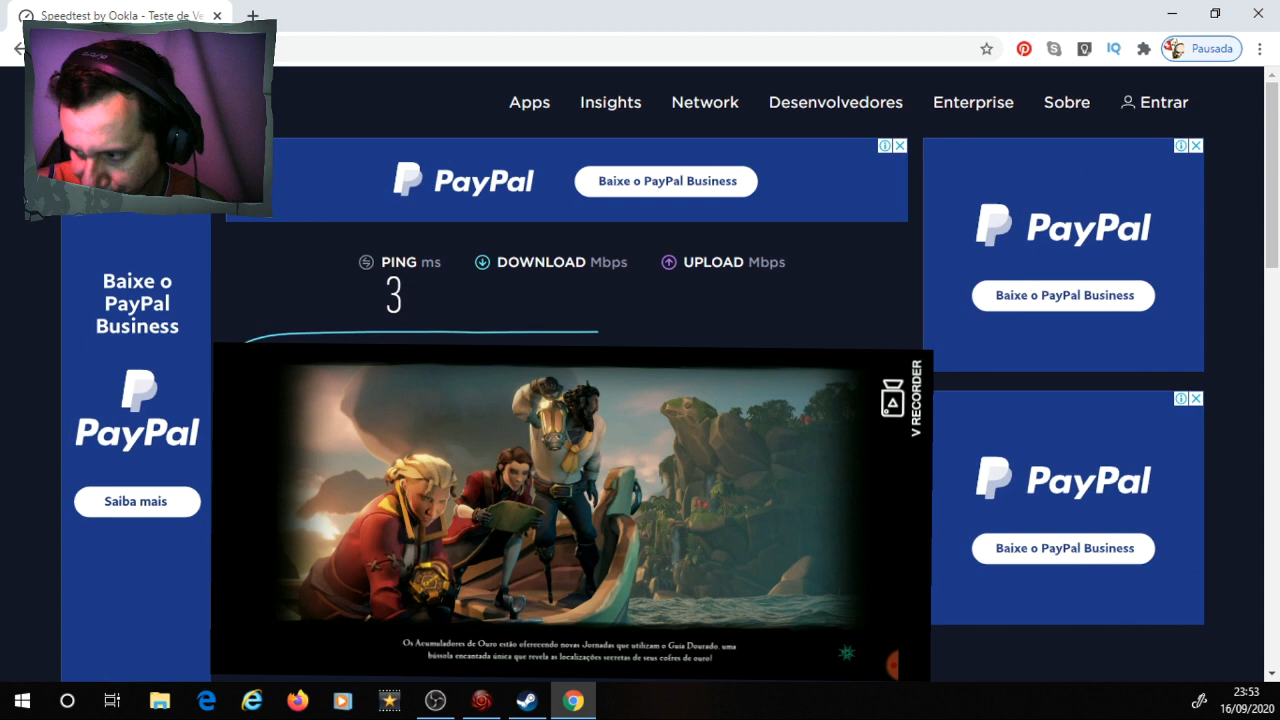 Speedtest by Ookla - Teste de Ve
Pausada
Apps
Insights
Network
Desenvolvedores
Enterprise
Sobre
Entrar
PayPal
Baixe o PayPal Business
PayPal
Baixe o PayPal Business
PING ms
DOWNLOAD Mbps
UPLOAD Mbps
3
Baixe o
PayPal
Business
PayPal
Saiba mais
V RECORDER
PayPal
Baixe o PayPal Business
Os Acumuladores de Ouro estão oferecendo novas Jornadas que utilizam o Guia Dourado, uma
bússola encantada única que revela as localizações secretas de seus cofres de ouro!
23:53
16/09/2020